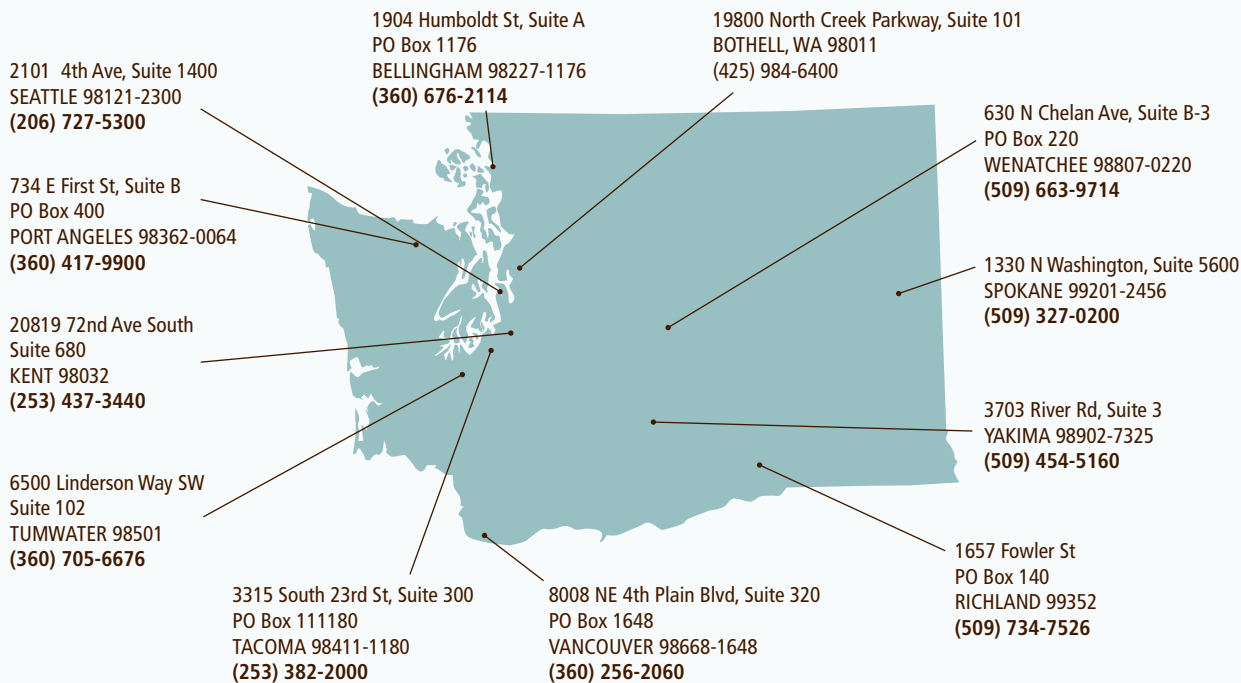 1904 Humboldt St, Suite A
PO Box 1176
BELLINGHAM 98227-1176
(360) 676-2114
19800 North Creek Parkway, Suite 101
BOTHELL, WA 98011
(425) 984-6400
2101 4th Ave, Suite 1400
SEATTLE 98121-2300
(206) 727-5300
630 N Chelan Ave, Suite B-3
PO Box 220
WENATCHEE 98807-0220
(509) 663-9714
734 E First St, Suite B
PO Box 400
PORT ANGELES 98362-0064
(360) 417-9900
1330 N Washington, Suite 5600
SPOKANE 99201-2456
(509) 327-0200
20819 72nd Ave South
Suite 680
KENT 98032
(253) 437-3440
3703 River Rd, Suite 3
YAKIMA 98902-7325
(509) 454-5160
6500 Linderson Way SW
Suite 102
TUMWATER 98501
(360) 705-6676
1657 Fowler St
PO Box 140
RICHLAND 99352
(509) 734-7526
3315 South 23rd St, Suite 300
PO Box 111180
TACOMA 98411-1180
(253) 382-2000
8008 NE 4th Plain Blvd, Suite 320
PO Box 1648
VANCOUVER 98668-1648
(360) 256-2060